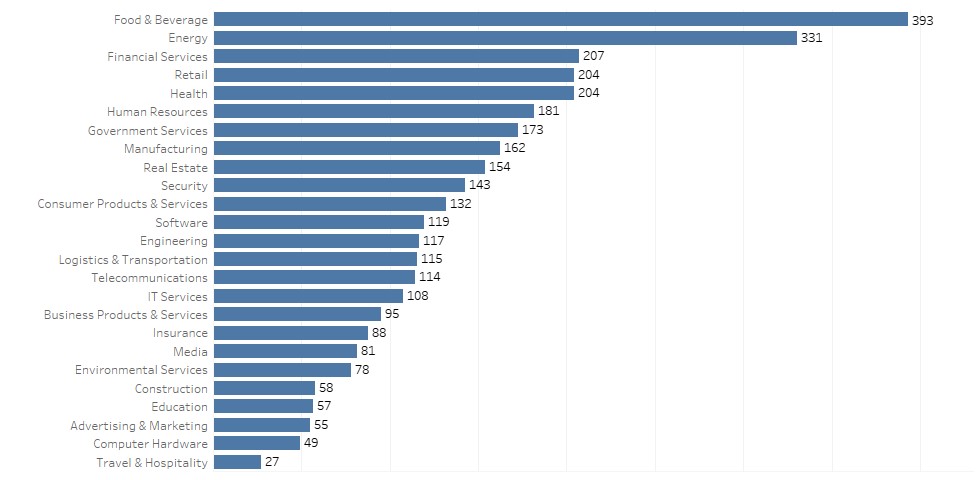 Food & Beverage 393
Energy 331
Financial Services 207
Retail 204
Health 204
Human Resources 181
Government Services 173
Manufacturing 162
Real Estate 154
Security 143
Consumer Products & Services 132
Software 119
Engineering 117
Logistics & Transportation 115
Telecommunications 114
IT Services 108
Business Products & Services 95
Insurance 88
Media 81
Environmental Services 78
Construction 58
Education 57
Advertising & Marketing 55
Computer Hardware 49
Travel & Hospitality 27